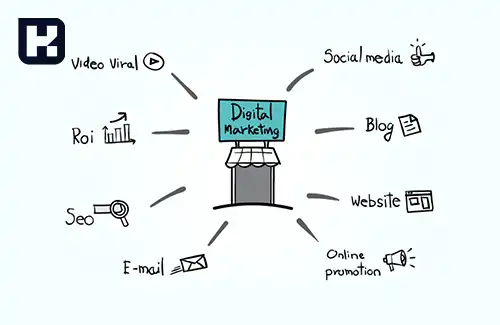 Video Viral
Social media
Digital
Marketing
Roi
Blog
Seo
Website
E-mail
Online
promotion